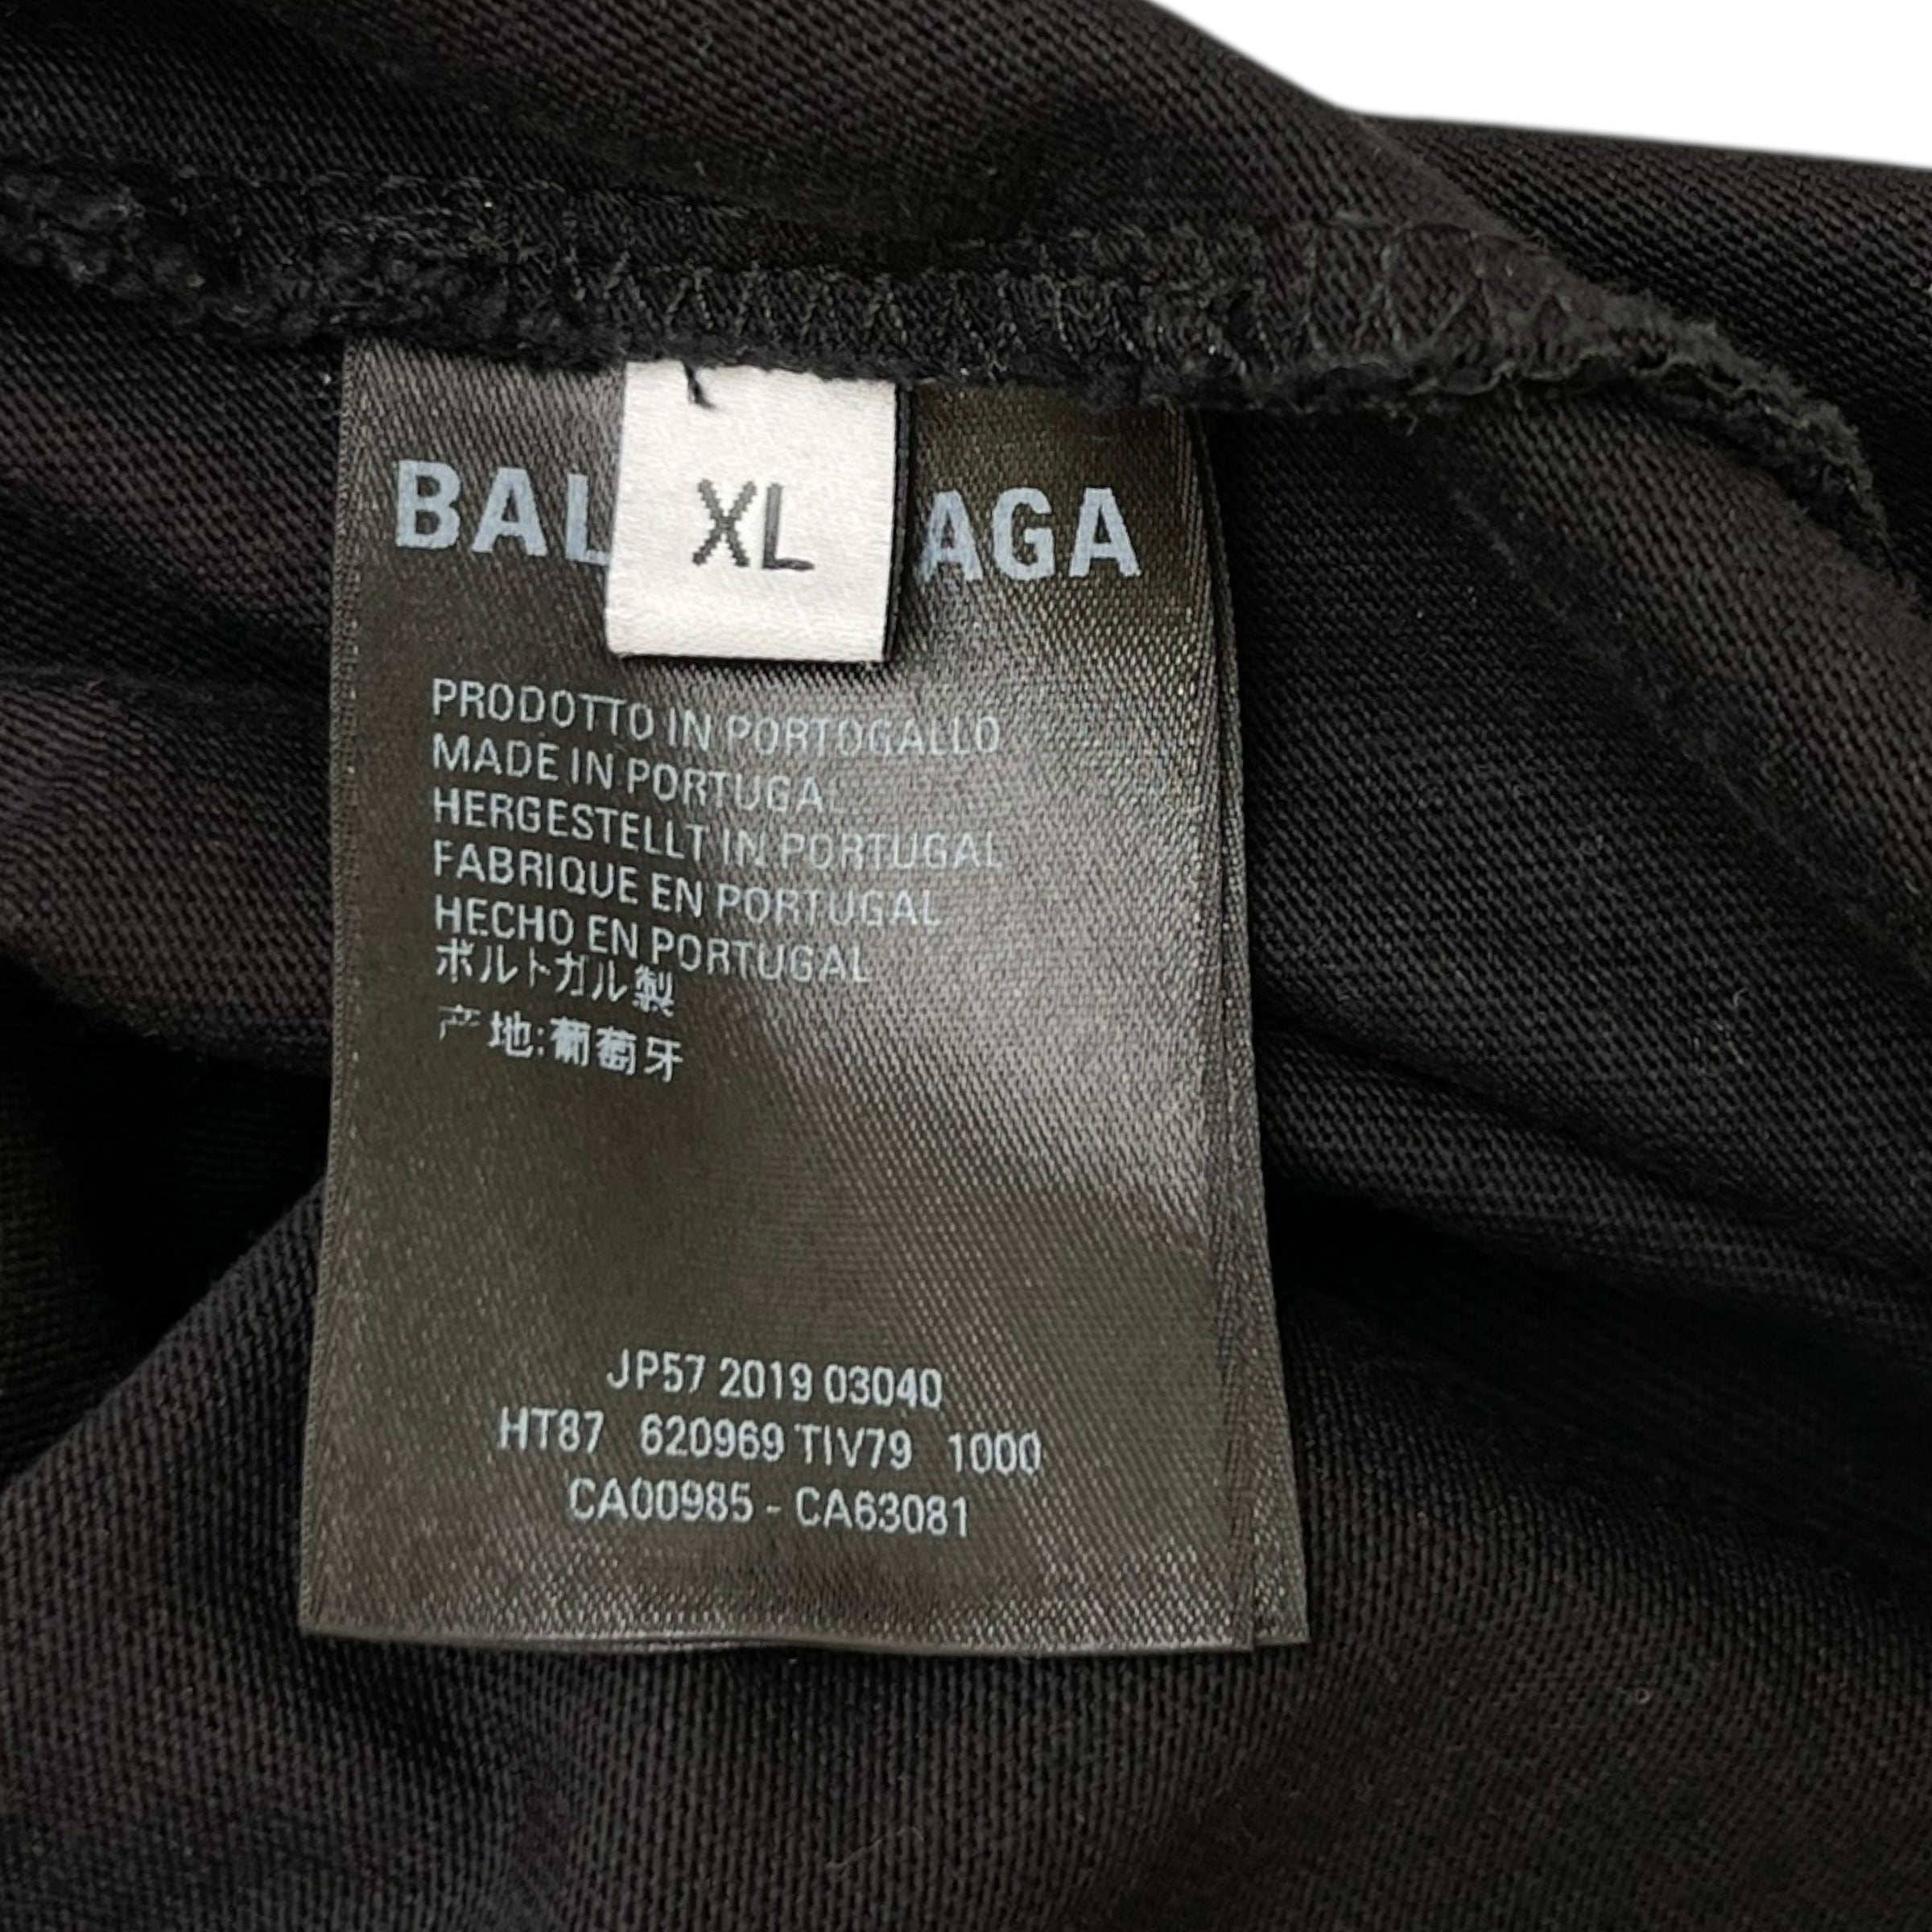 BAL AGA
XL
PRODOTTO IN PORTOGALLO
MADE IN PORTUGA
HERGESTELLT IN PORTUGAL
FABRIQUE EN PORTUGAL
HECHO EN PORTUGAL
ポルトガル製
产地:葡萄牙
JP57 2019 03040
HT87 620969 TIV79 1000
CA00985 - CA63081